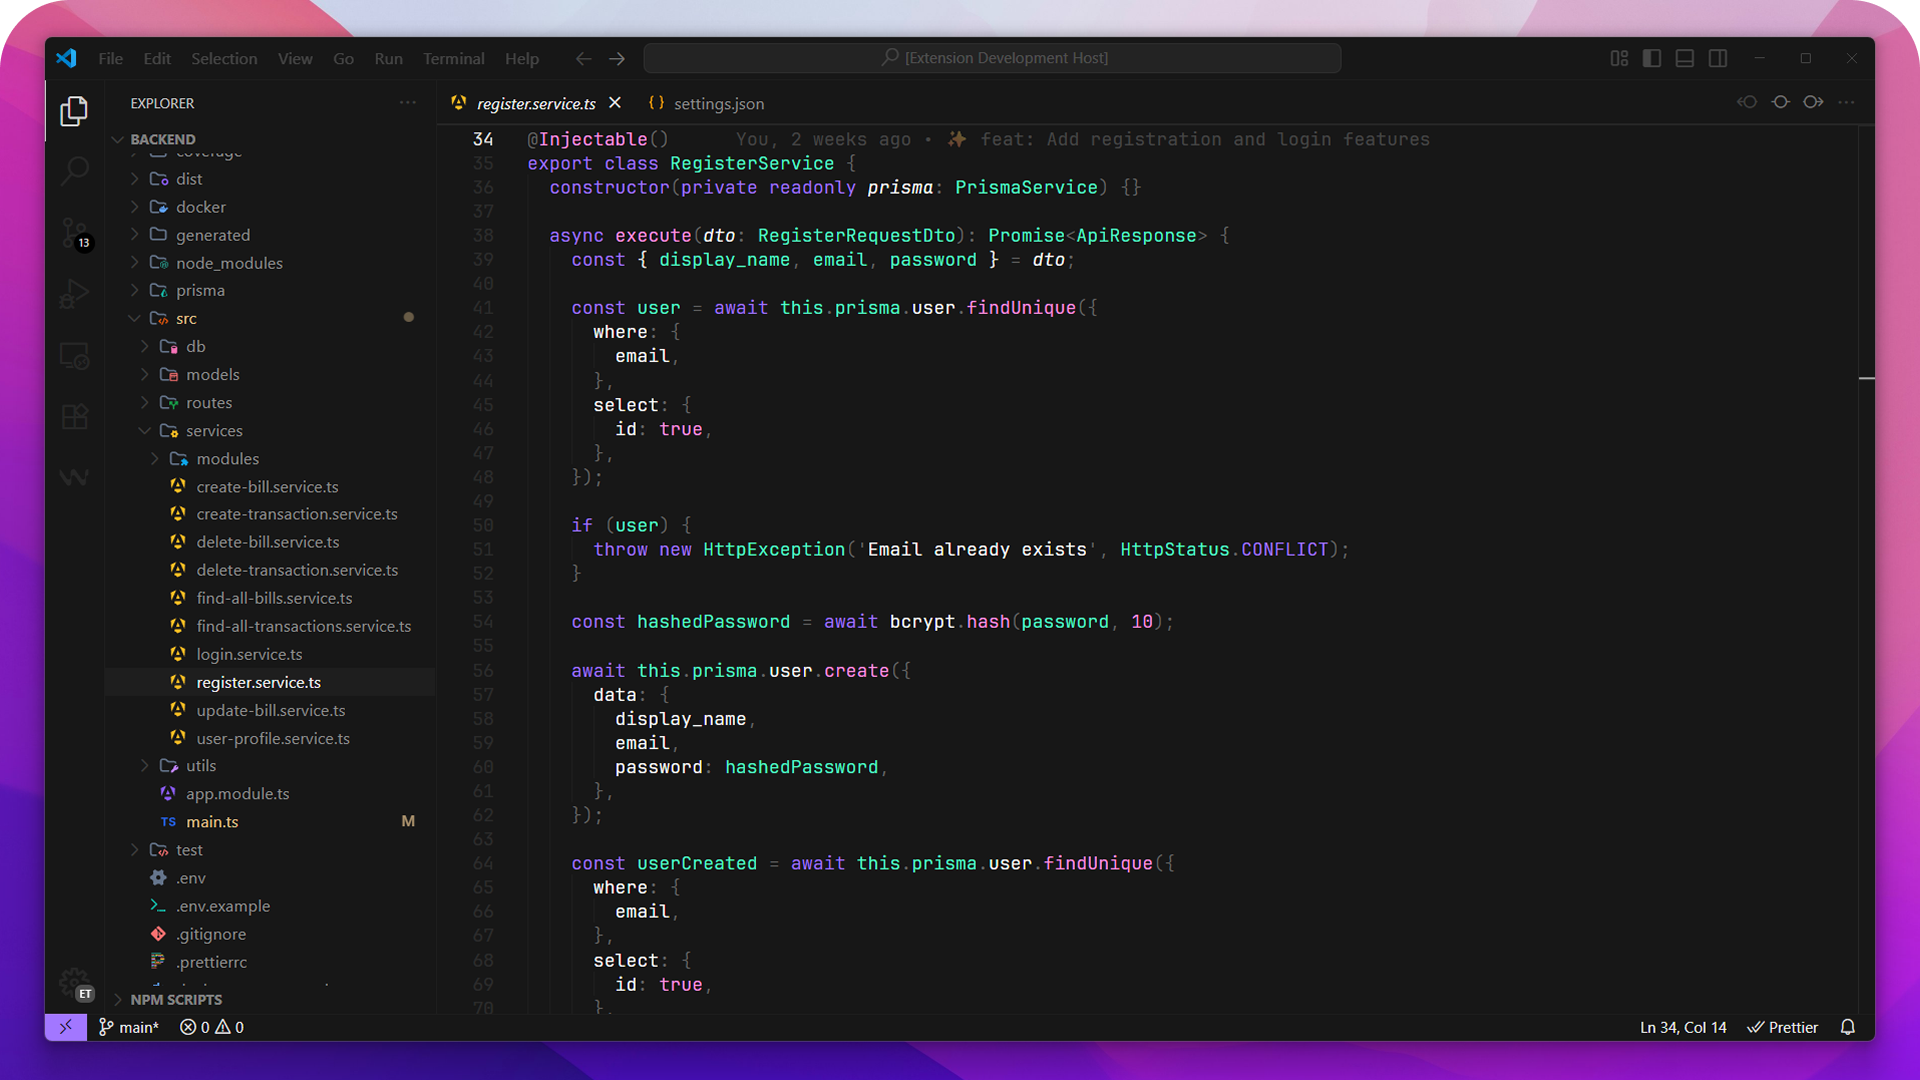 File Edit Selection View Go Run Terminal Help
[Extension Development Host]
EXPLORER
BACKEND
coverage
dist
docker
generated
node_modules
prisma
src
db
models
routes
services
modules
create-bill.service.ts
create-transaction.service.ts
delete-bill.service.ts
delete-transaction.service.ts
find-all-bills.service.ts
find-all-transactions.service.ts
login.service.ts
register.service.ts
update-bill.service.ts
user-profile.service.ts
utils
app.module.ts
TS main.ts M
test
.env
.env.example
.gitignore
.prettierrc
NPM SCRIPTS
13
ET
register.service.ts
{} settings.json
34 @Injectable() You, 2 weeks ago • ✨ feat: Add registration and login features
35 export class RegisterService {
36 constructor(private readonly prisma: PrismaService) {}
37
38 async execute(dto: RegisterRequestDto): Promise<ApiResponse> {
39 const { display_name, email, password } = dto;
40
41 const user = await this.prisma.user.findUnique({
42 where: {
43 email,
44 },
45 select: {
46 id: true,
47 },
48 });
49
50 if (user) {
51 throw new HttpException('Email already exists', HttpStatus.CONFLICT);
52 }
53
54 const hashedPassword = await bcrypt.hash(password, 10);
55
56 await this.prisma.user.create({
57 data: {
58 display_name,
59 email,
60 password: hashedPassword,
61 },
62 });
63
64 const userCreated = await this.prisma.user.findUnique({
65 where: {
66 email,
67 },
68 select: {
69 id: true,
70 },
main* 0 0
Ln 34, Col 14 Prettier